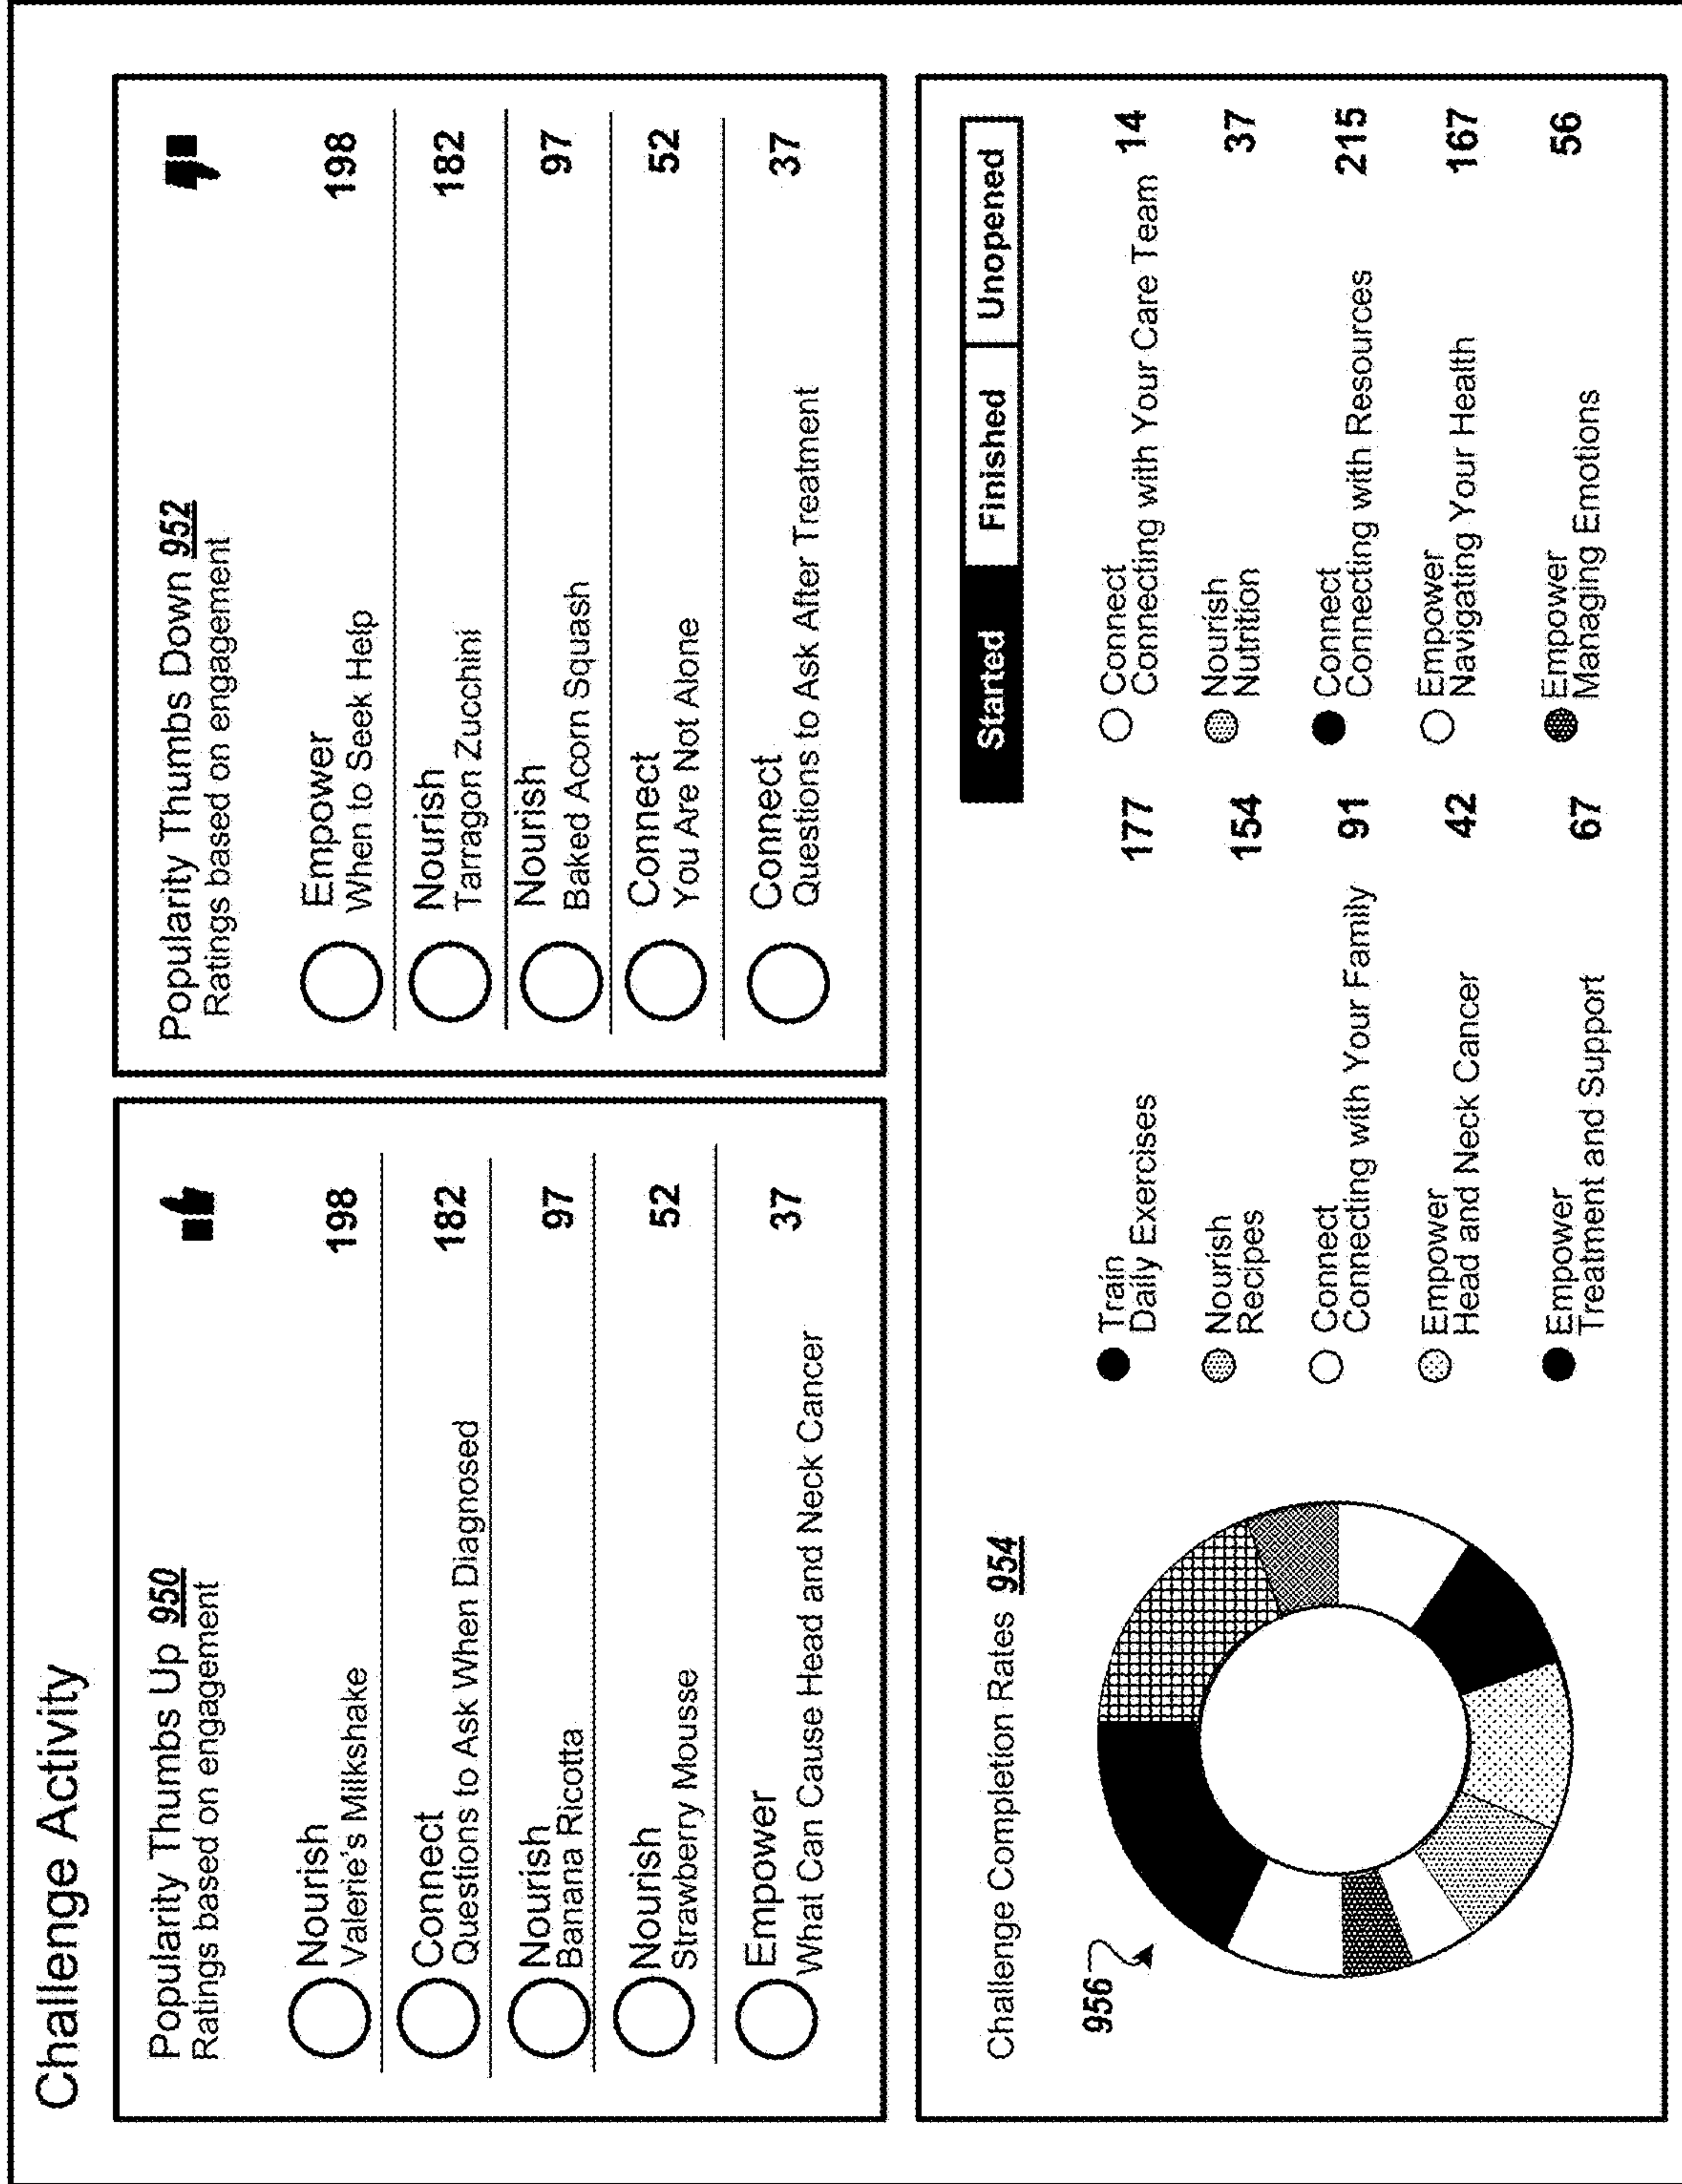 Challenge Activity
Popularity Thumbs Up 950
Ratings based on engagement
Nourish
Valerie's Milkshake
198
Connect
Questions to Ask When Diagnosed
182
Nourish
Banana Ricotta
97
Nourish
Strawberry Mousse
52
Empower
What Can Cause Head and Neck Cancer
37
Popularity Thumbs Down 952
Ratings based on engagement
Empower
When to Seek Help
198
Nourish
Tarragon Zucchini
182
Nourish
Baked Acorn Squash
97
Connect
You Are Not Alone
52
Connect
Questions to Ask After Treatment
37
Challenge Completion Rates 954
956
Started Finished Unopened
Train
Daily Exercises
177
Nourish
Recipes
154
Connect
Connecting with Your Family
91
Empower
Head and Neck Cancer
42
Empower
Treatment and Support
67
Connect
Connecting with Your Care Team
14
Nourish
Nutrition
37
Connect
Connecting with Resources
215
Empower
Navigating Your Health
167
Empower
Managing Emotions
56